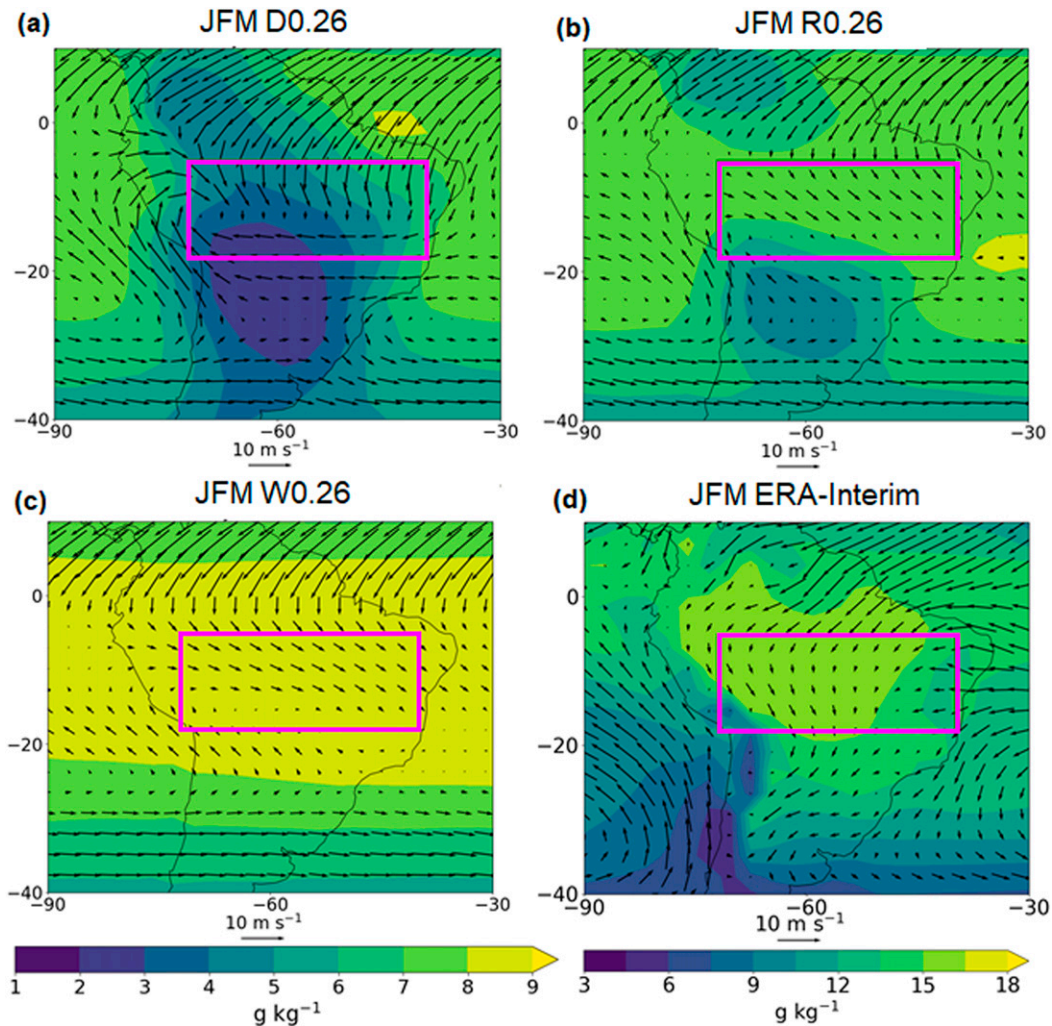 (a) JFM D0.26
(b) JFM R0.26
0
−20
−40
−90
−60
−30
10 m s⁻¹
0
−20
−40
−90
−60
−30
10 m s⁻¹
(c) JFM W0.26
(d) JFM ERA-Interim
0
−20
−40
−90
−60
−30
10 m s⁻¹
0
−20
−40
−90
−60
−30
10 m s⁻¹
1 2 3 4 5 6 7 8 9
g kg⁻¹
3 6 9 12 15 18
g kg⁻¹